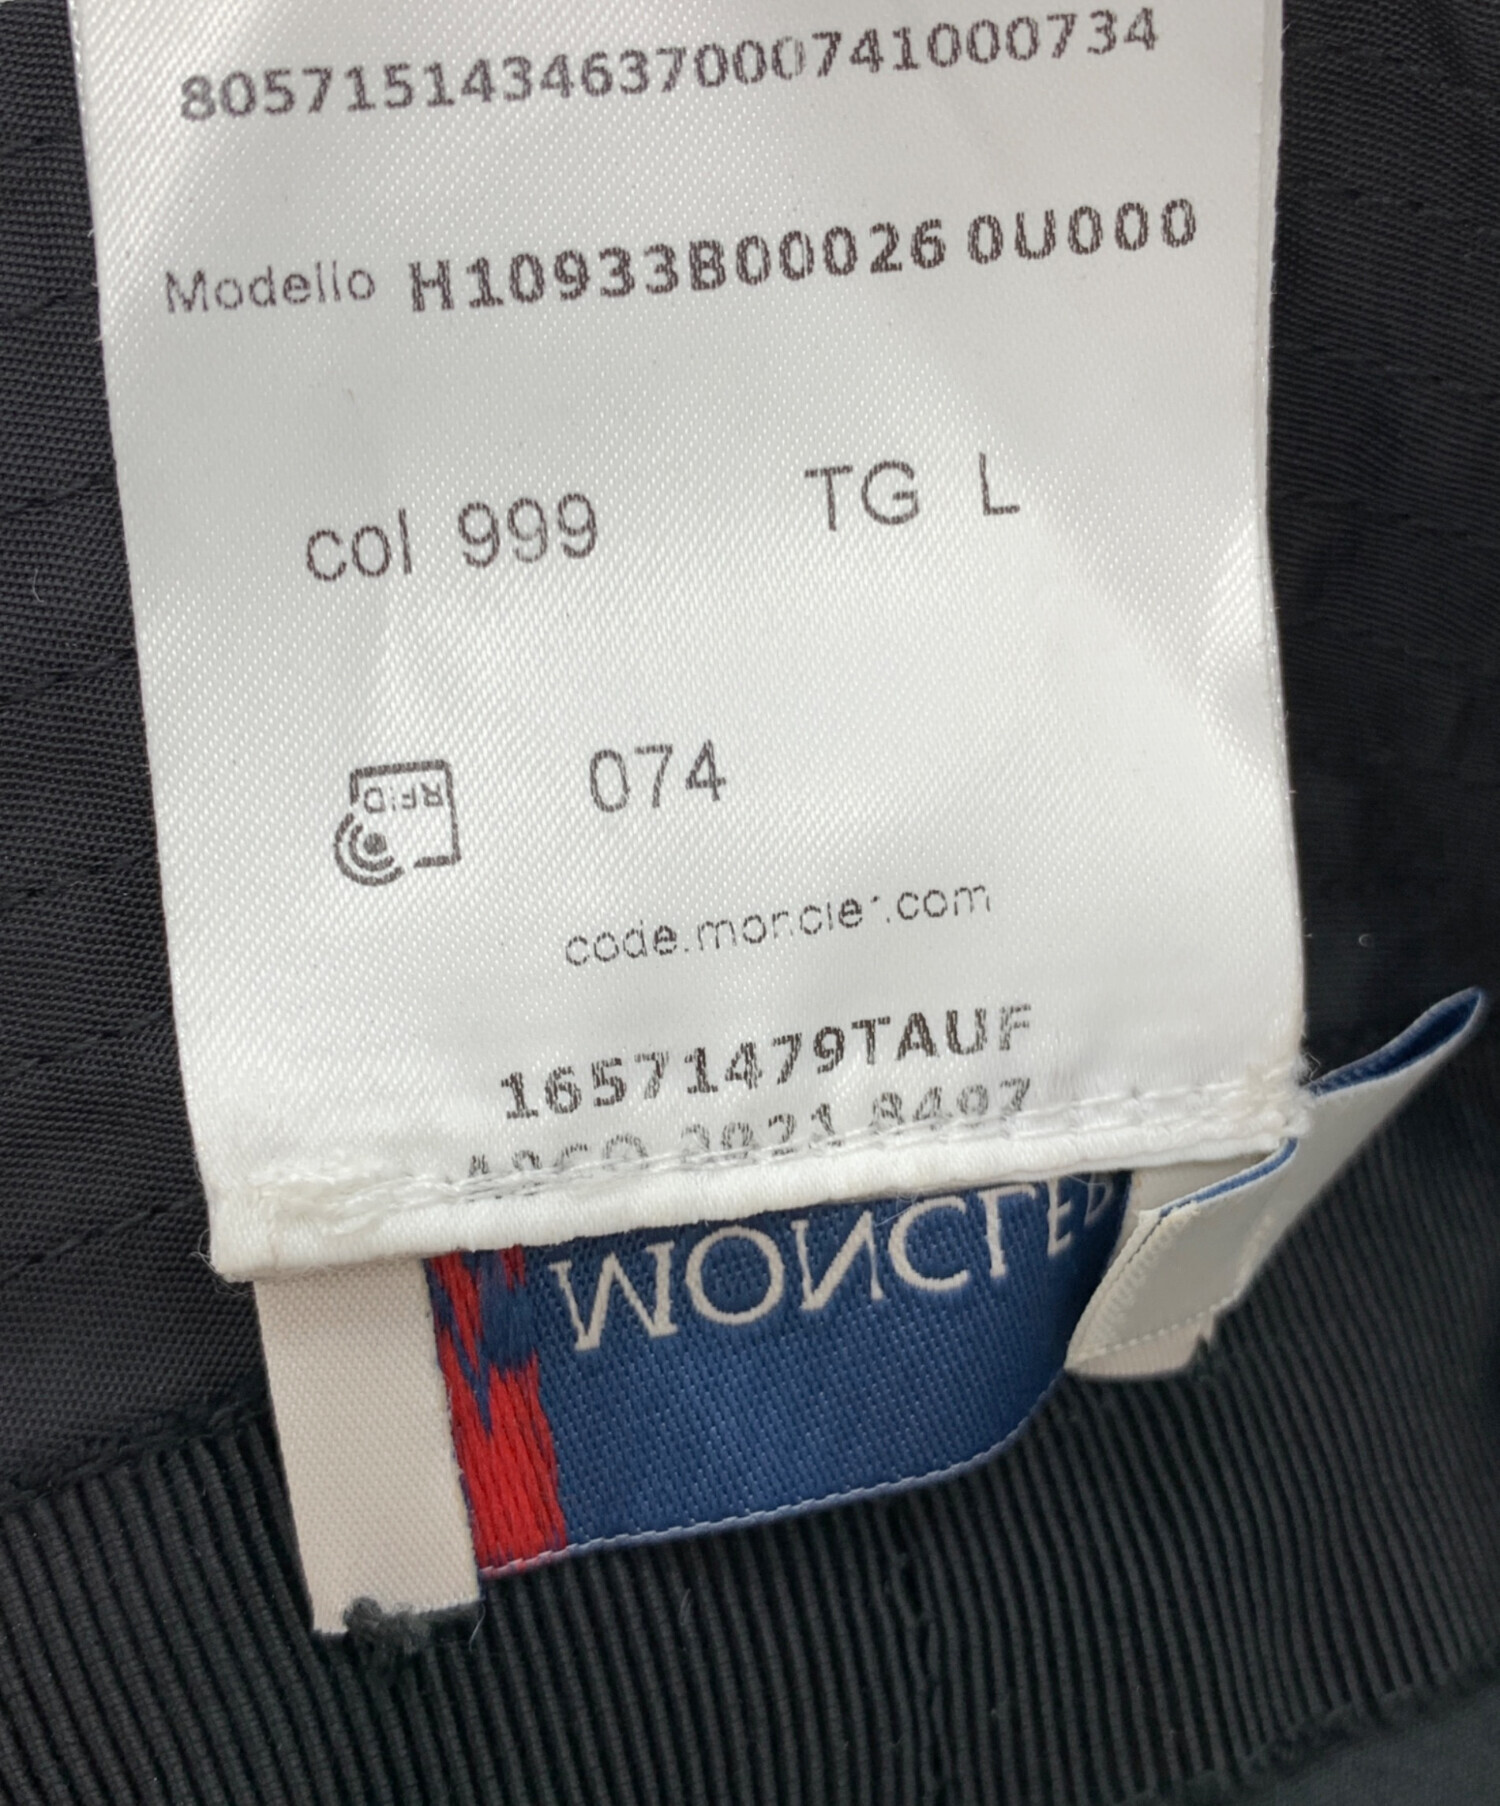 8057151434637000741000734
Modello H10933B00026 0U000
col 999 TG L
RFID
074
code.moncler.com
16571479TAUF
MONCLER